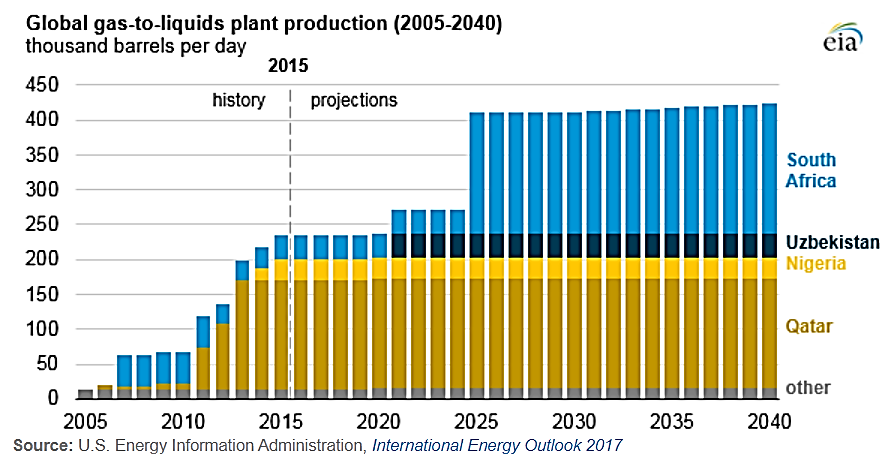 Global gas-to-liquids plant production (2005-2040)
thousand barrels per day
eia
2015
history
projections
450
400
350
300
250
200
150
100
50
0
South
Africa
Uzbekistan
Nigeria
Qatar
other
2005 2010 2015 2020 2025 2030 2035 2040
Source: U.S. Energy Information Administration, International Energy Outlook 2017